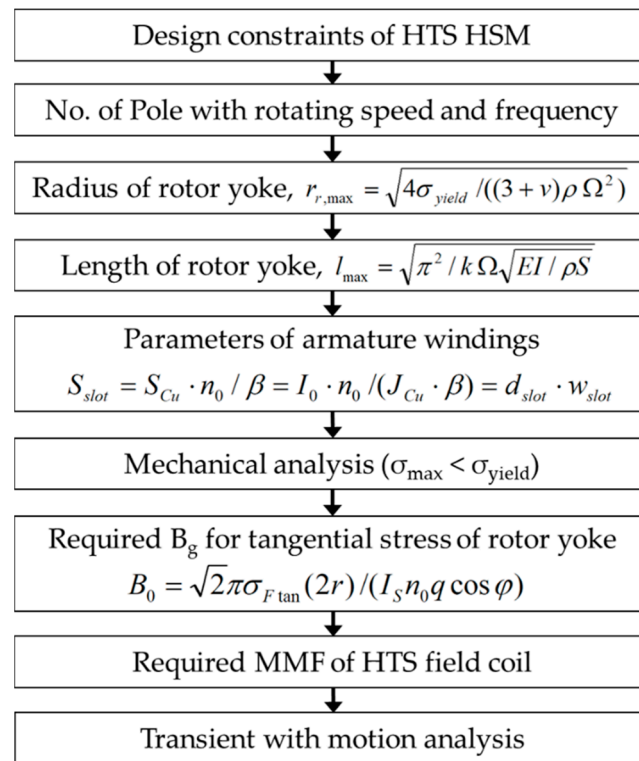 Design constraints of HTS HSM
No. of Pole with rotating speed and frequency
Radius of rotor yoke, r_{r,max} = √(4σ_{yield} /((3 + ν)ρ Ω²))
Length of rotor yoke, l_{max} = √(π² / k Ω√(EI / ρS))
Parameters of armature windings
S_{slot} = S_{Cu} · n_0 / β = I_0 · n_0 /(J_{Cu} · β) = d_{slot} · w_{slot}
Mechanical analysis (σ_{max} < σ_{yield})
Required B_g for tangential stress of rotor yoke
B_0 = √2πσ_{F tan} (2r) /(I_S n_0 q cos φ)
Required MMF of HTS field coil
Transient with motion analysis